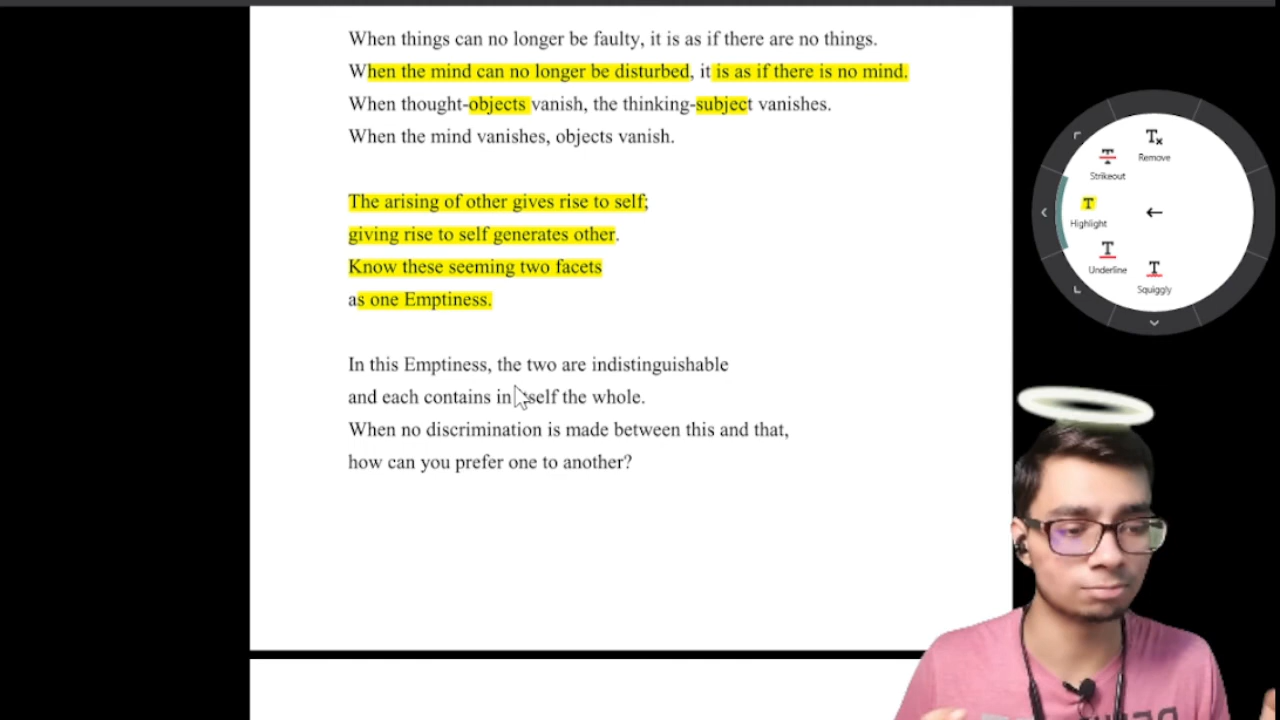 When things can no longer be faulty, it is as if there are no things.
When the mind can no longer be disturbed, it is as if there is no mind.
When thought-objects vanish, the thinking-subject vanishes.
When the mind vanishes, objects vanish.
The arising of other gives rise to self;
giving rise to self generates other.
Know these seeming two facets
as one Emptiness.
In this Emptiness, the two are indistinguishable
and each contains in itself the whole.
When no discrimination is made between this and that,
how can you prefer one to another?
Remove
Strikeout
Highlight
Underline
Squiggly